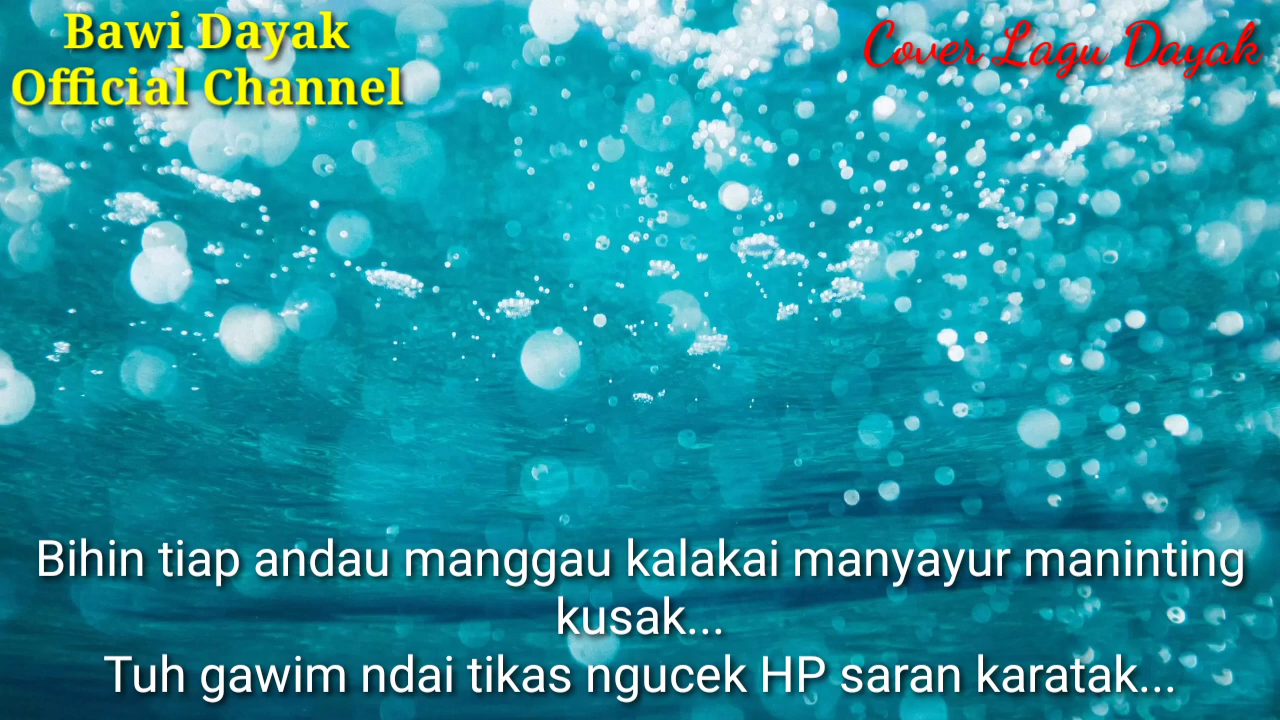 Bawi Dayak
Official Channel
Cover Lagu Dayak
Bihin tiap andau manggau kalakai manyayur maninting
kusak...
Tuh gawim ndai tikas ngucek HP saran karatak...